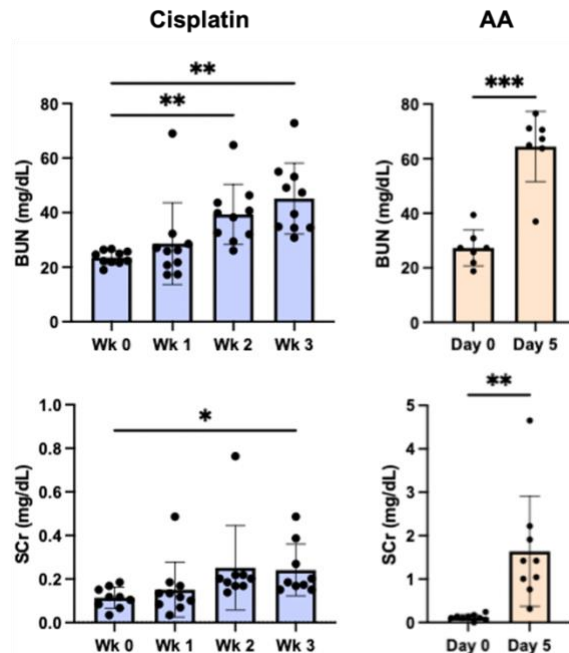 Cisplatin
AA
**
**
BUN (mg/dL)
80
60
40
20
0
Wk 0 Wk 1 Wk 2 Wk 3
***
BUN (mg/dL)
80
60
40
20
0
Day 0 Day 5
*
SCr (mg/dL)
1.0
0.8
0.6
0.4
0.2
0.0
Wk 0 Wk 1 Wk 2 Wk 3
**
SCr (mg/dL)
5
4
3
2
1
0
Day 0 Day 5